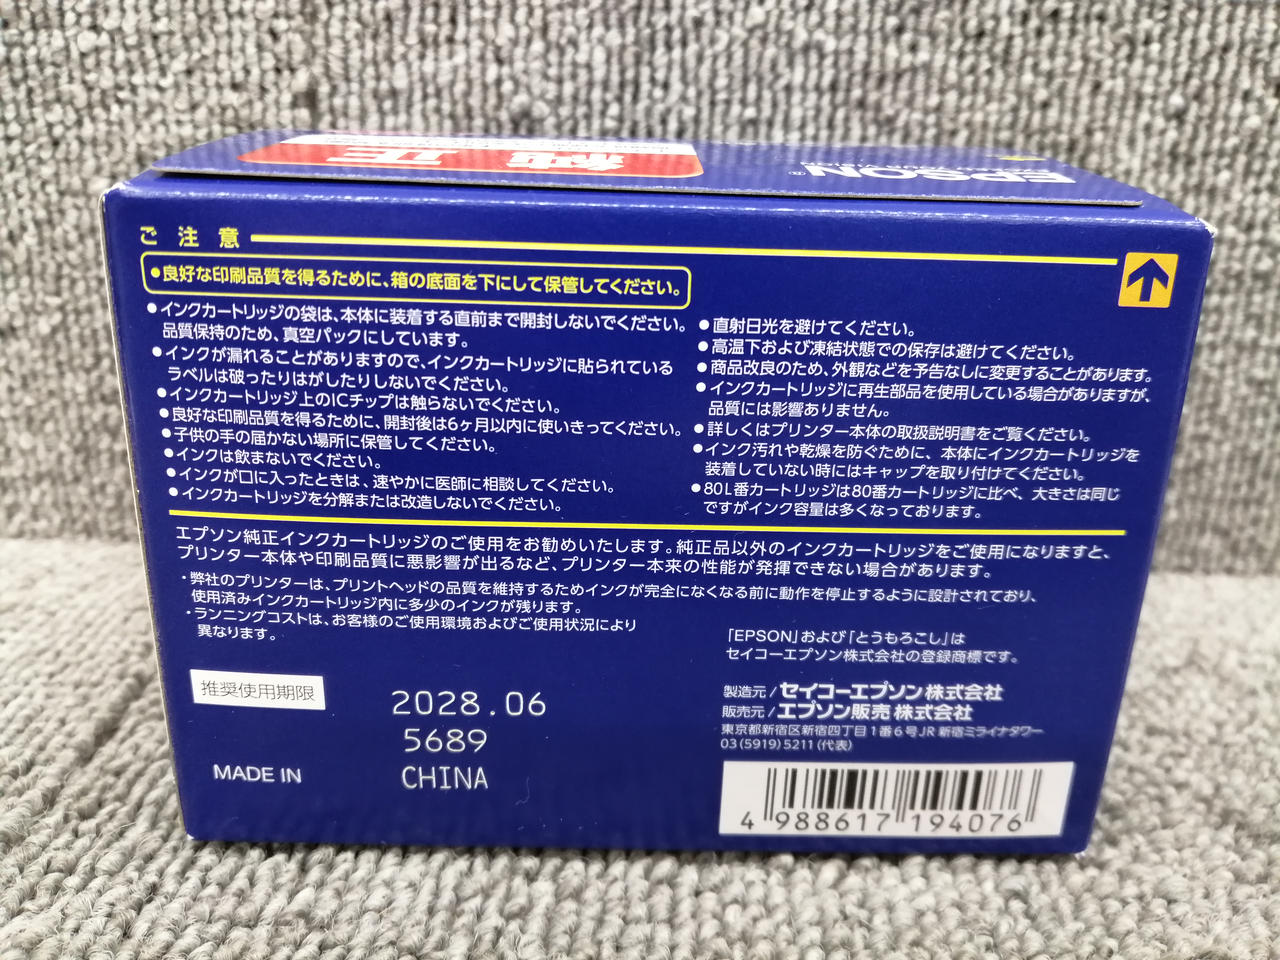 純正
EPSON®
ご注意
●良好な印刷品質を得るために、箱の底面を下にして保管してください。
●インクカートリッジの袋は、本体に装着する直前まで開封しないでください。
品質保持のため、真空パックにしています。
●インクが漏れることがありますので、インクカートリッジに貼られている
ラベルは破ったりはがしたりしないでください。
●インクカートリッジ上のICチップは触らないでください。
●良好な印刷品質を得るために、開封後は6ヶ月以内に使いきってください。
●子供の手の届かない場所に保管してください。
●インクは飲まないでください。
●インクが口に入ったときは、速やかに医師に相談してください。
●インクカートリッジを分解または改造しないでください。
●直射日光を避けてください。
●高温下および凍結状態での保存は避けてください。
●商品改良のため、外観などを予告なしに変更することがあります。
●インクカートリッジに再生部品を使用している場合がありますが、
品質には影響ありません。
●詳しくはプリンター本体の取扱説明書をご覧ください。
●インク汚れや乾燥を防ぐために、本体にインクカートリッジを
装着していない時にはキャップを取り付けてください。
●80L番カートリッジは80番カートリッジに比べ、大きさは同じ
ですがインク容量は多くなっております。
エプソン純正インクカートリッジのご使用をお勧めいたします。純正品以外のインクカートリッジをご使用になりますと、
プリンター本体や印刷品質に悪影響が出るなど、プリンター本来の性能が発揮できない場合があります。
・弊社のプリンターは、プリントヘッドの品質を維持するためインクが完全になくなる前に動作を停止するように設計されており、
使用済みインクカートリッジ内に多少のインクが残ります。
・ランニングコストは、お客様のご使用環境およびご使用状況により
異なります。
「EPSON」および「とうもろこし」は
セイコーエプソン株式会社の登録商標です。
推奨使用期限
2028.06
5689
MADE IN CHINA
製造元/セイコーエプソン株式会社
販売元/エプソン販売株式会社
東京都新宿区新宿四丁目1番6号JR新宿ミライナタワー
03(5919)5211(代表)
4 988617 194076